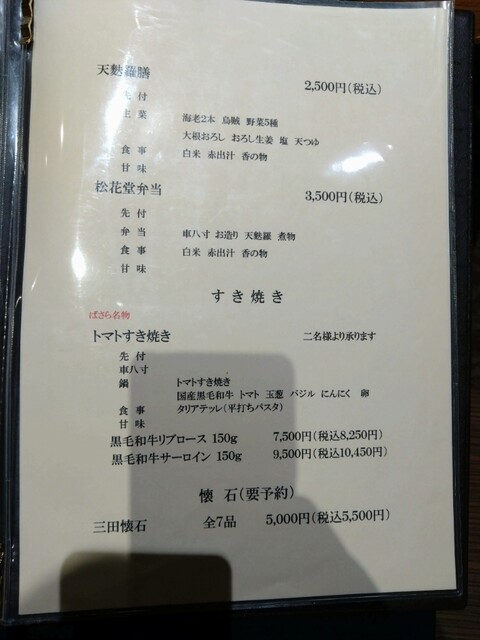 天麩羅膳 2,500円(税込)
先 付
主 菜 海老2本 烏賊 野菜5種
大根おろし おろし生姜 塩 天つゆ
食 事 白米 赤出汁 香の物
甘 味
松花堂弁当 3,500円(税込)
先 付
弁 当 車八寸 お造り 天麩羅 煮物
食 事 白米 赤出汁 香の物
甘 味
すき焼き
ばさら名物
トマトすき焼き 二名様より承ります
先 付
車八寸
鍋 トマトすき焼き
国産黒毛和牛 トマト 玉葱 バジル にんにく 卵
食 事 タリアテッレ(平打ちパスタ)
甘 味
黒毛和牛リブロース 150g 7,500円(税込8,250円)
黒毛和牛サーロイン 150g 9,500円(税込10,450円)
懐 石(要予約)
三田懐石 全7品 5,000円(税込5,500円)